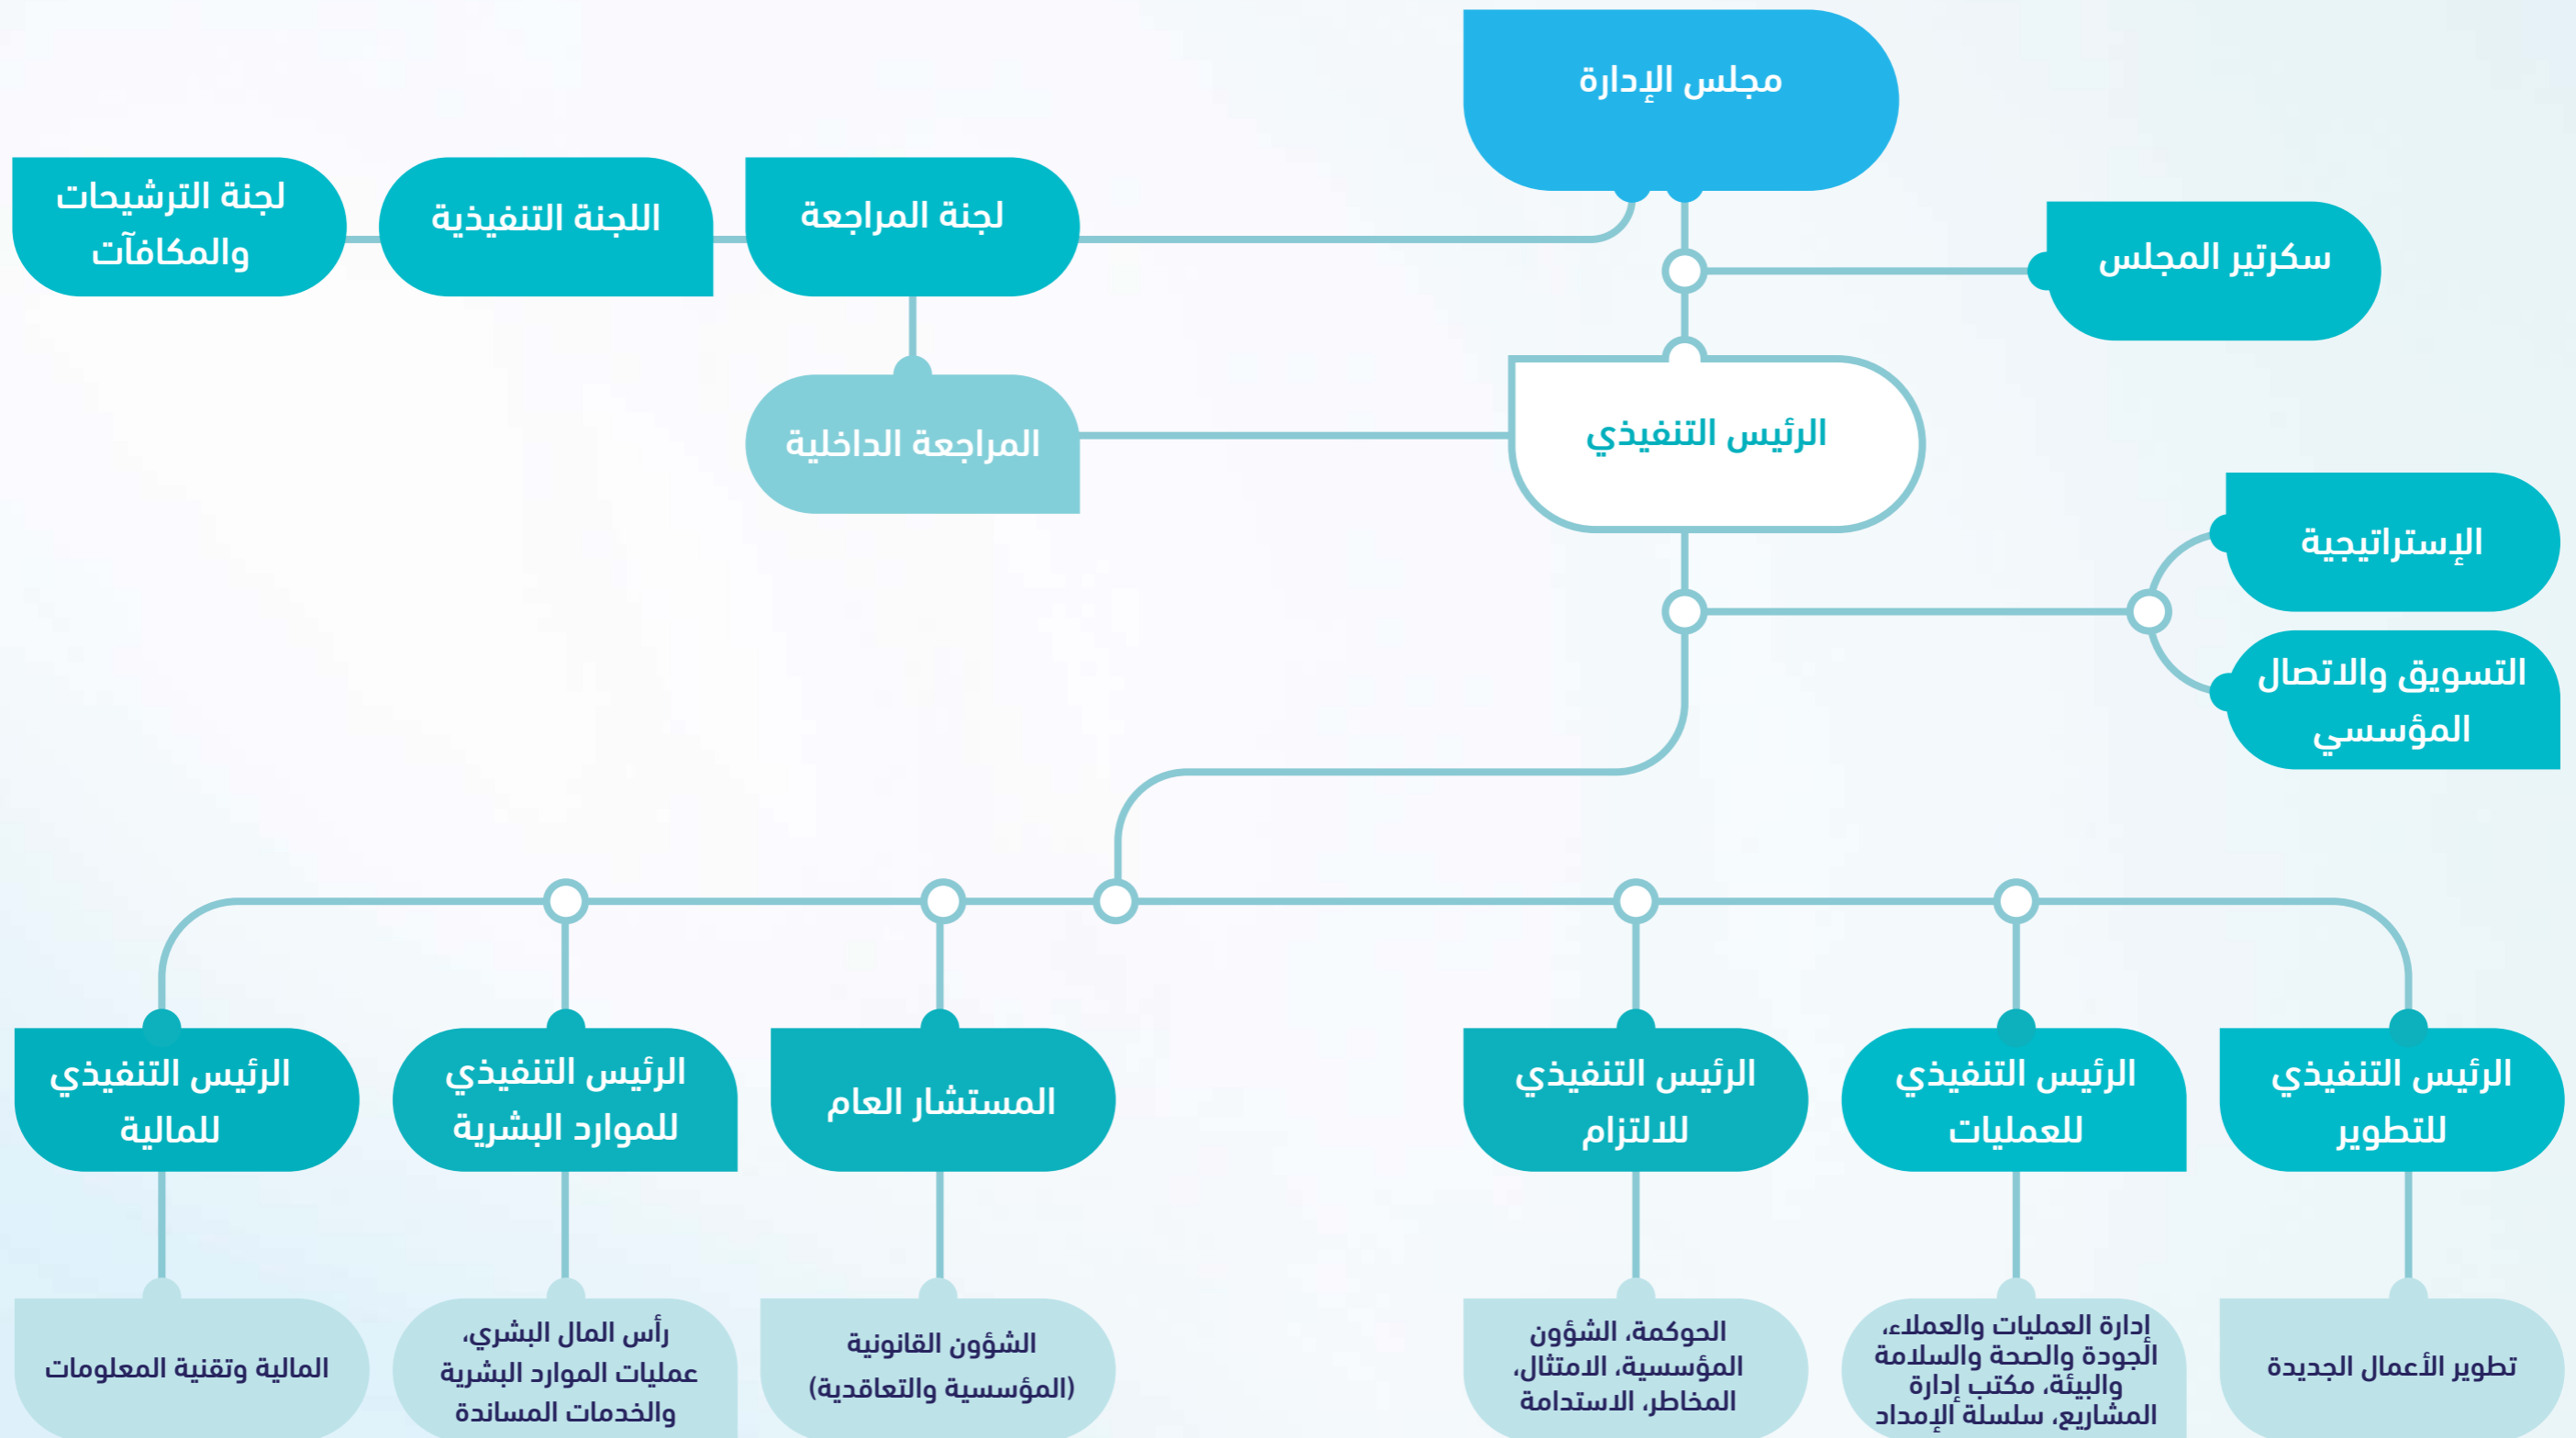 مجلس الإدارة
سكرتير المجلس
لجنة المراجعة
اللجنة التنفيذية
لجنة الترشيحات
والمكافآت
الرئيس التنفيذي
المراجعة الداخلية
الإستراتيجية
التسويق والاتصال
المؤسسي
الرئيس التنفيذي
للتطوير
الرئيس التنفيذي
للعمليات
الرئيس التنفيذي
للالتزام
المستشار العام
الرئيس التنفيذي
للموارد البشرية
الرئيس التنفيذي
للمالية
تطوير الأعمال الجديدة
إدارة العمليات والعملاء،
الجودة والصحة والسلامة
والبيئة، مكتب إدارة
المشاريع، سلسلة الإمداد
الحوكمة، الشؤون
المؤسسية، الامتثال،
المخاطر، الاستدامة
الشؤون القانونية
(المؤسسية والتعاقدية)
رأس المال البشري،
عمليات الموارد البشرية
والخدمات المساندة
المالية وتقنية المعلومات